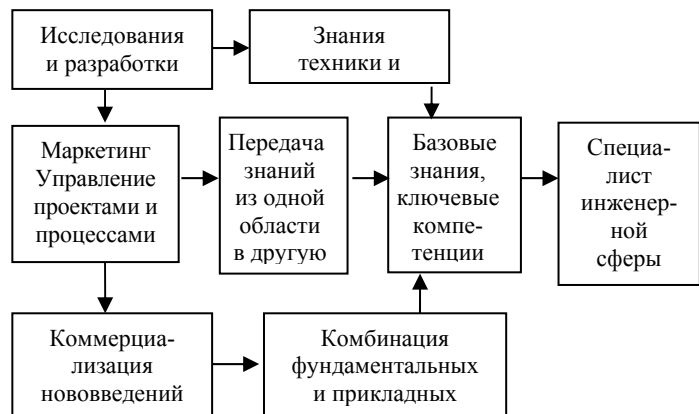 Исследования
и разработки
Знания
техники и
Маркетинг
Управление
проектами и
процессами
Передача
знаний
из одной
области
в другую
Базовые
знания,
ключевые
компе-
тенции
Специа-
лист
инженер-
ной
сферы
Коммерциа-
лизация
нововведений
Комбинация
фундаментальных
и прикладных